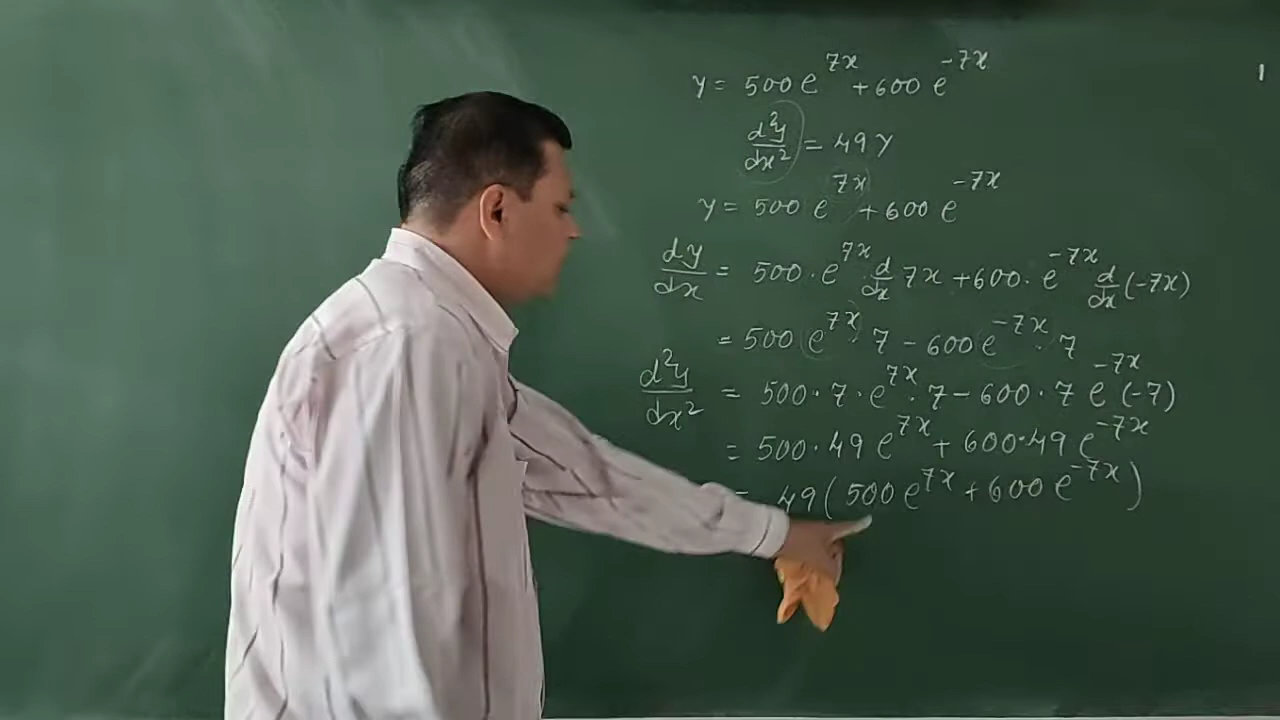 y = 500 e^7x + 600 e^-7x
d²y/dx² = 49 y
y = 500 e^7x + 600 e^-7x
dy/dx = 500 · e^7x · d/dx 7x + 600 · e^-7x d/dx (-7x)
= 500 e^7x · 7 - 600 e^-7x · 7
d²y/dx² = 500 · 7 · e^7x · 7 - 600 · 7 e^-7x (-7)
= 500 · 49 e^7x + 600 · 49 e^-7x
= 49 ( 500 e^7x + 600 e^-7x )
1